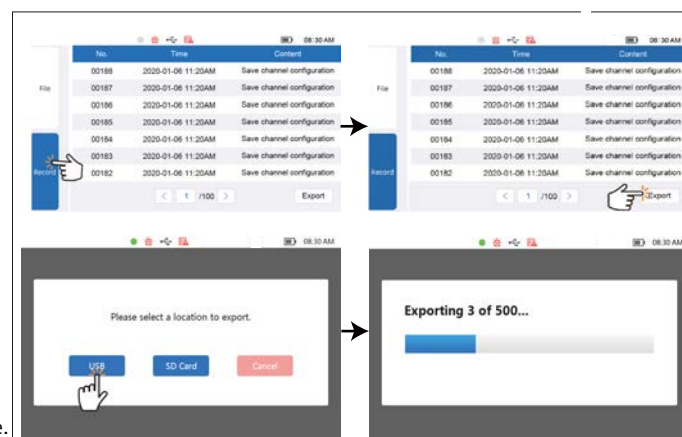 08:30 AM
No. Time Content
00188 2020-01-06 11:20AM Save channel configuration
File 00187 2020-01-06 11:20AM Save channel configuration
00186 2020-01-06 11:20AM Save channel configuration
00185 2020-01-06 11:20AM Save channel configuration
00184 2020-01-06 11:20AM Save channel configuration
00183 2020-01-06 11:20AM Save channel configuration
Record 00182 2020-01-06 11:20AM Save channel configuration
< 1 /100 > Export
08:30 AM
No. Time Content
00188 2020-01-06 11:20AM Save channel configuration
File 00187 2020-01-06 11:20AM Save channel configuration
00186 2020-01-06 11:20AM Save channel configuration
00185 2020-01-06 11:20AM Save channel configuration
00184 2020-01-06 11:20AM Save channel configuration
00183 2020-01-06 11:20AM Save channel configuration
Record 00182 2020-01-06 11:20AM Save channel configuration
< 1 /100 > Export
08:30 AM
Please select a location to export.
USB SD Card Cancel
08:30 AM
Exporting 3 of 500...
e.